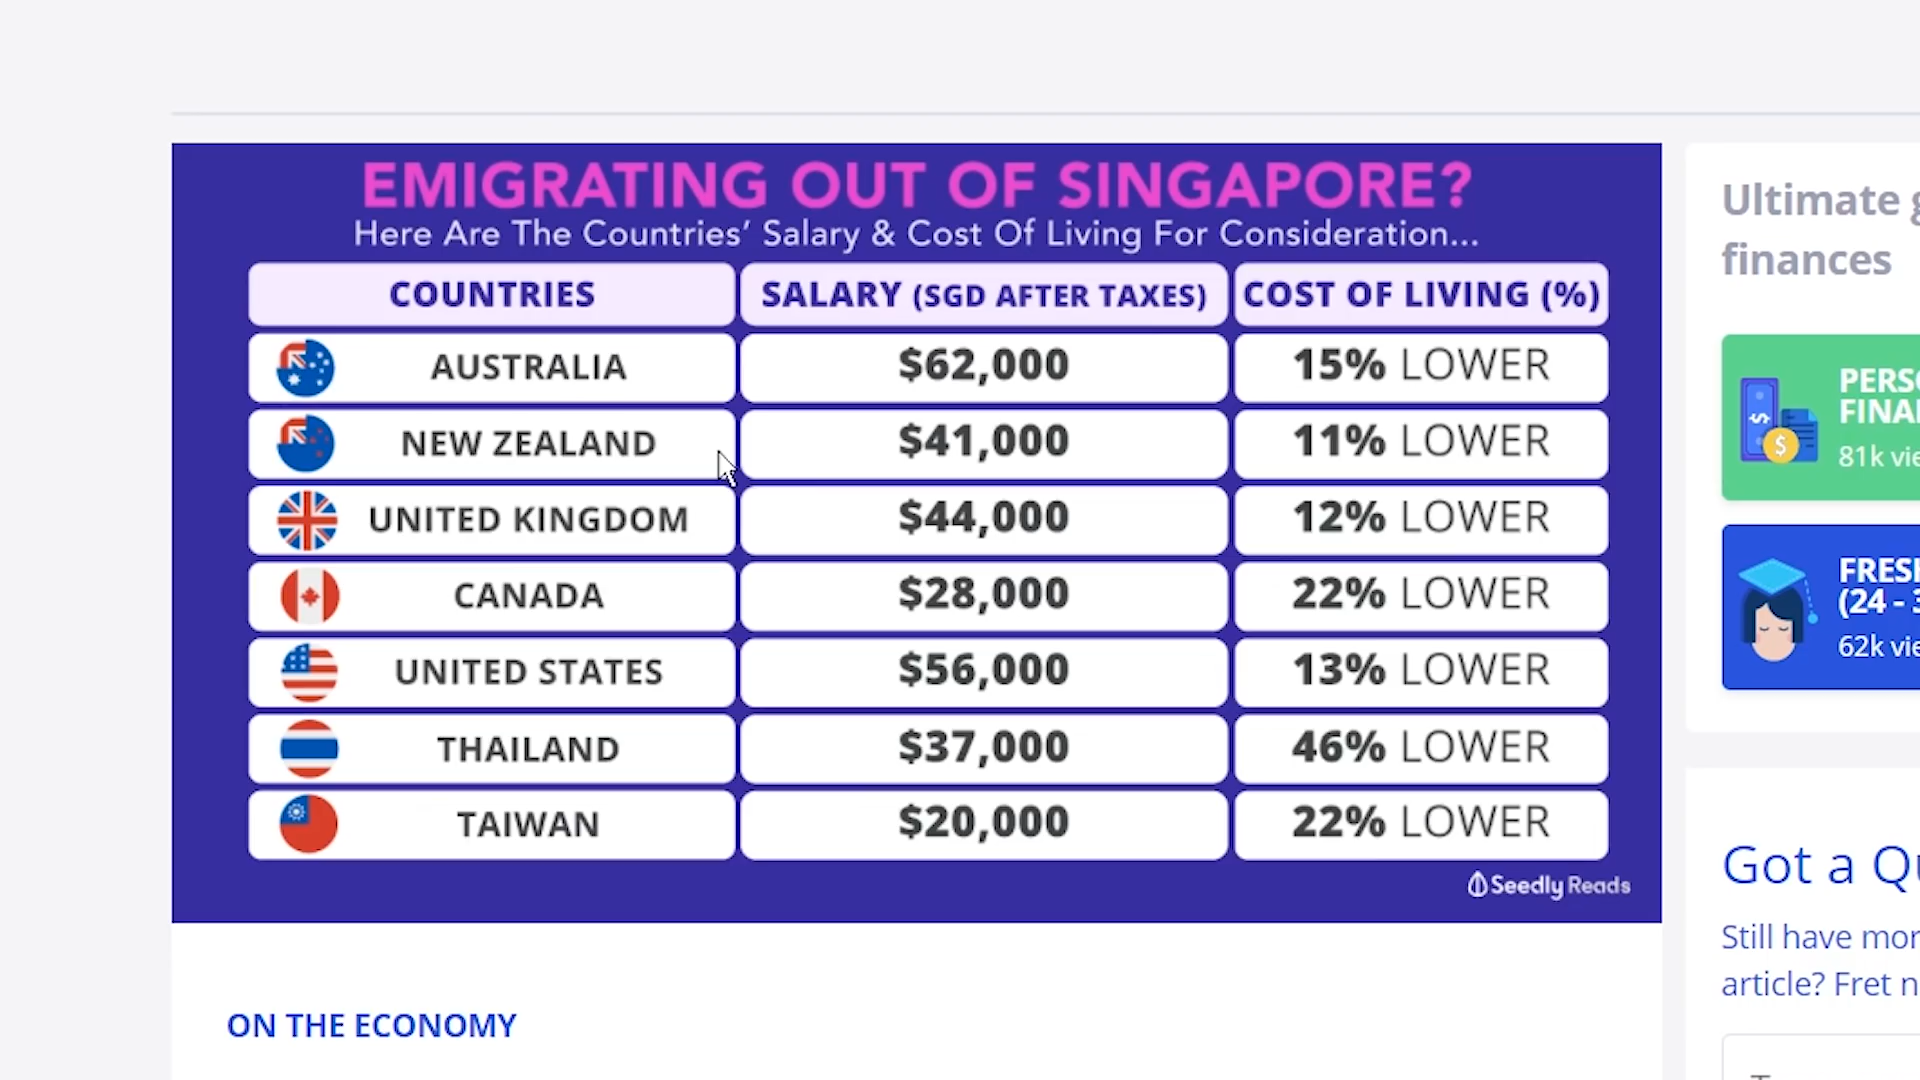 EMIGRATING OUT OF SINGAPORE?
Here Are The Countries' Salary & Cost Of Living For Consideration...
COUNTRIES SALARY (SGD AFTER TAXES) COST OF LIVING (%)
AUSTRALIA $62,000 15% LOWER
NEW ZEALAND $41,000 11% LOWER
UNITED KINGDOM $44,000 12% LOWER
CANADA $28,000 22% LOWER
UNITED STATES $56,000 13% LOWER
THAILAND $37,000 46% LOWER
TAIWAN $20,000 22% LOWER
Seedly Reads
ON THE ECONOMY
Ultimate
finances
81k
62k
(24 -
Got a
Still have
article? Fret